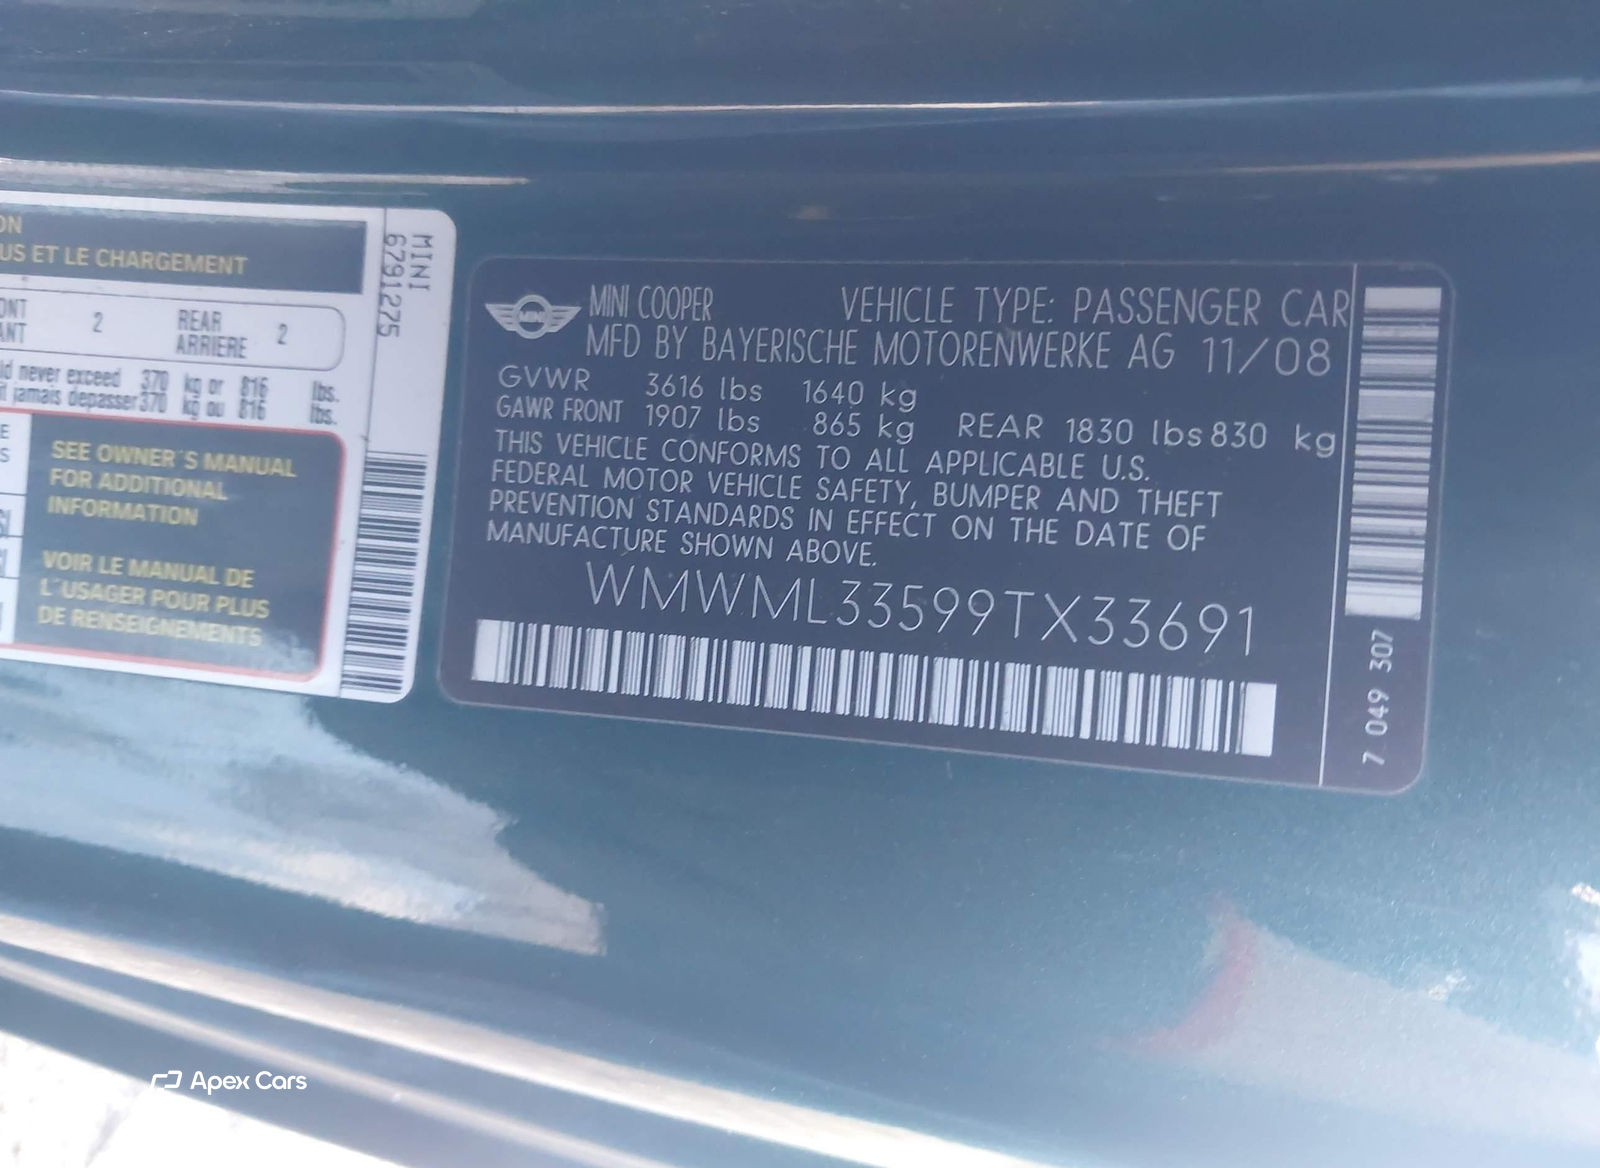 ON
US ET LE CHARGEMENT
MINI
6791275
ONT
ANT
2
REAR
ARRIERE
2
ld never exceed 370 kg or 816 lbs.
it jamais depasser 370 kg ou 816 lbs.
E
S
SEE OWNER'S MANUAL
FOR ADDITIONAL
INFORMATION
VOIR LE MANUAL DE
L'USAGER POUR PLUS
DE RENSEIGNEMENTS
MINI
MINI COOPER VEHICLE TYPE: PASSENGER CAR
MFD BY BAYERISCHE MOTORENWERKE AG 11/08
GVWR 3616 lbs 1640 kg
GAWR FRONT 1907 lbs 865 kg REAR 1830 lbs 830 kg
THIS VEHICLE CONFORMS TO ALL APPLICABLE U.S.
FEDERAL MOTOR VEHICLE SAFETY, BUMPER AND THEFT
PREVENTION STANDARDS IN EFFECT ON THE DATE OF
MANUFACTURE SHOWN ABOVE.
WMWML33599TX33691
7 049 307
Apex Cars